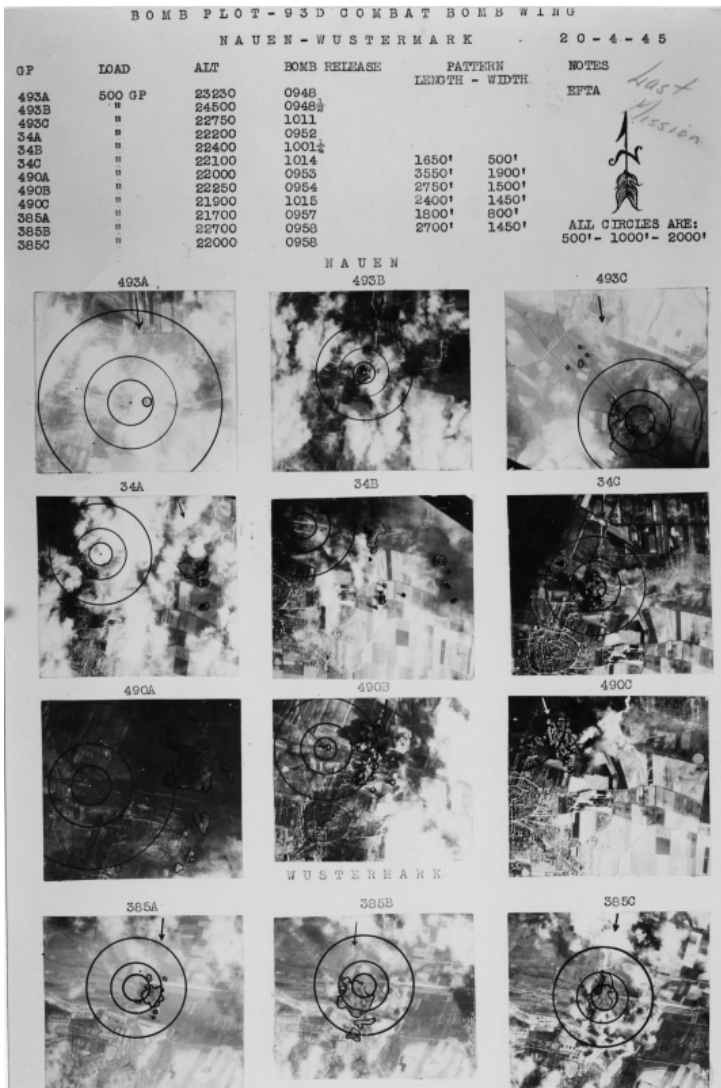 BOMB PLOT-93D COMBAT BOMB WING
NAUEN-WUSTERMARK 20-4-45
GP LOAD ALT BOMB RELEASE PATTERN NOTES
LENGTH - WIDTH
493A 500 GP 23230 0948 EFTA
493B " 24500 0948½
493C " 22750 1011
34A " 22200 0952
34B " 22400 1001½
34C " 22100 1014 1650' 500'
490A " 22000 0953 3550' 1900'
490B " 22250 0954 2750' 1500'
490C " 21900 1015 2400' 1450'
385A " 21700 0957 1800' 800'
385B " 22700 0958 2700' 1450'
385C " 22000 0958
Last
Mission
N
ALL CIRCLES ARE:
500'- 1000'- 2000'
NAUEN
493A 493B 493C
34A 34B 34C
490A 490B 490C
WUSTERMARK
385A 385B 385C